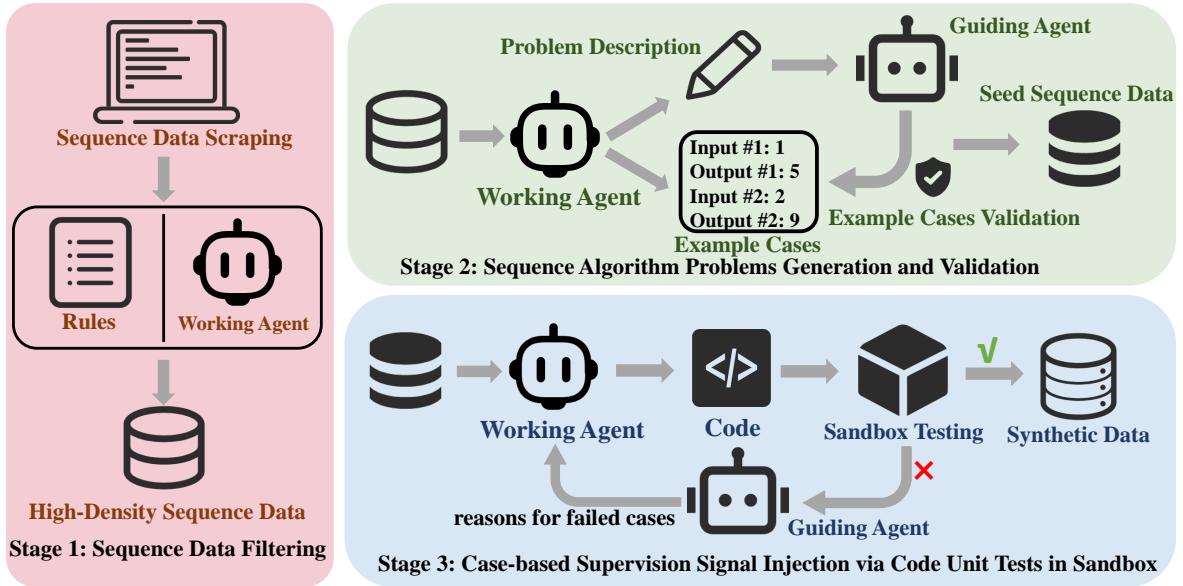 Sequence Data Scraping
Rules
Working Agent
High-Density Sequence Data
Stage 1: Sequence Data Filtering
Problem Description
Guiding Agent
Seed Sequence Data
Working Agent
Input #1: 1
Output #1: 5
Input #2: 2
Output #2: 9
Example Cases
Example Cases Validation
Stage 2: Sequence Algorithm Problems Generation and Validation
</>
√
Working Agent
Code
Sandbox Testing
Synthetic Data
×
reasons for failed cases
Guiding Agent
Stage 3: Case-based Supervision Signal Injection via Code Unit Tests in Sandbox